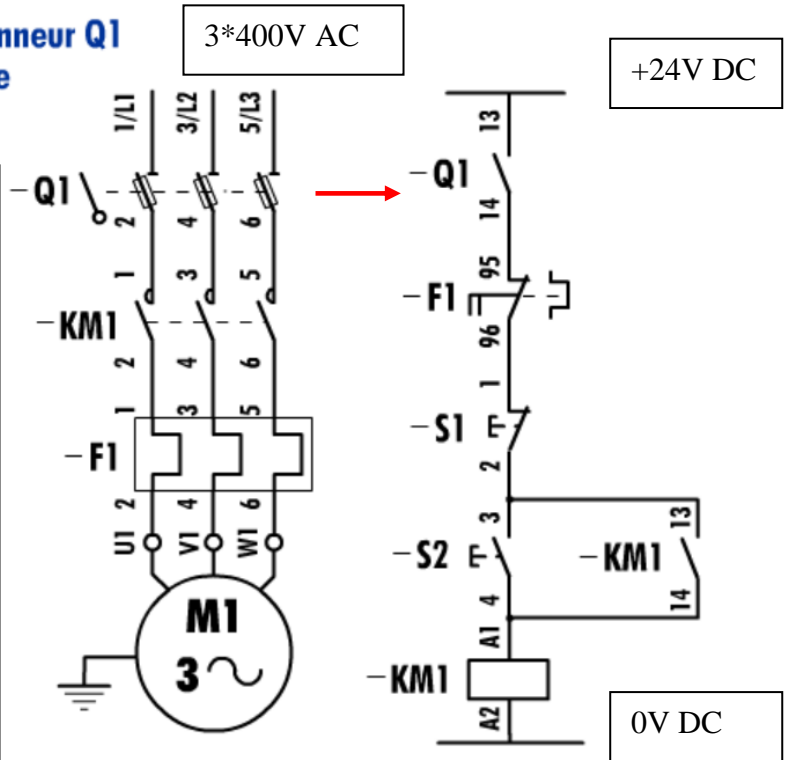 nneur Q1
e
3*400V AC
+24V DC
1/L1
3/L2
5/L3
–Q1
2
4
6
1
3
5
–KM1
2
4
6
1
3
5
–F1
2
4
6
U1
V1
W1
M1
3
13
–Q1
14
95
–F1
96
1
–S1
2
3
13
–S2
–KM1
4
14
A1
–KM1
A2
0V DC